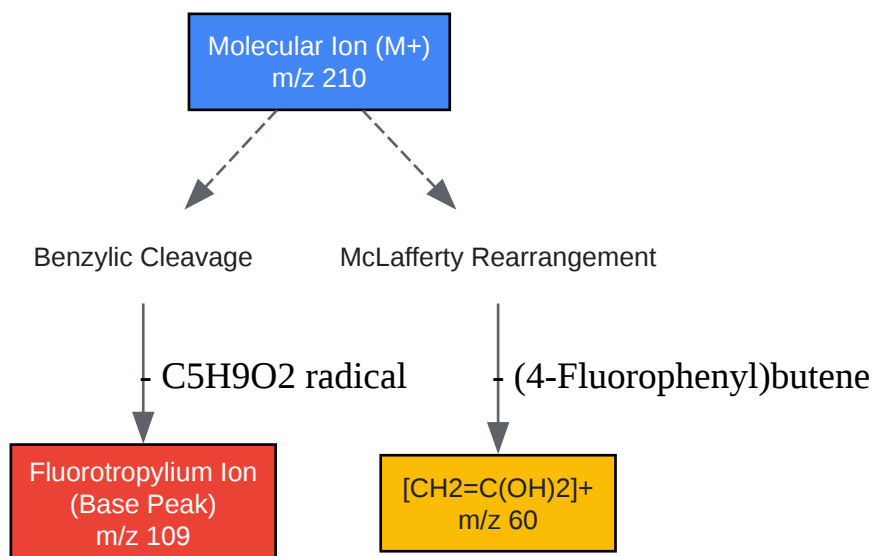 Molecular Ion (M+)
m/z 210
Benzylic Cleavage
McLafferty Rearrangement
- C5H9O2 radical
- (4-Fluorophenyl)butene
Fluorotropylium Ion
(Base Peak)
m/z 109
[CH2=C(OH)2]+
m/z 60